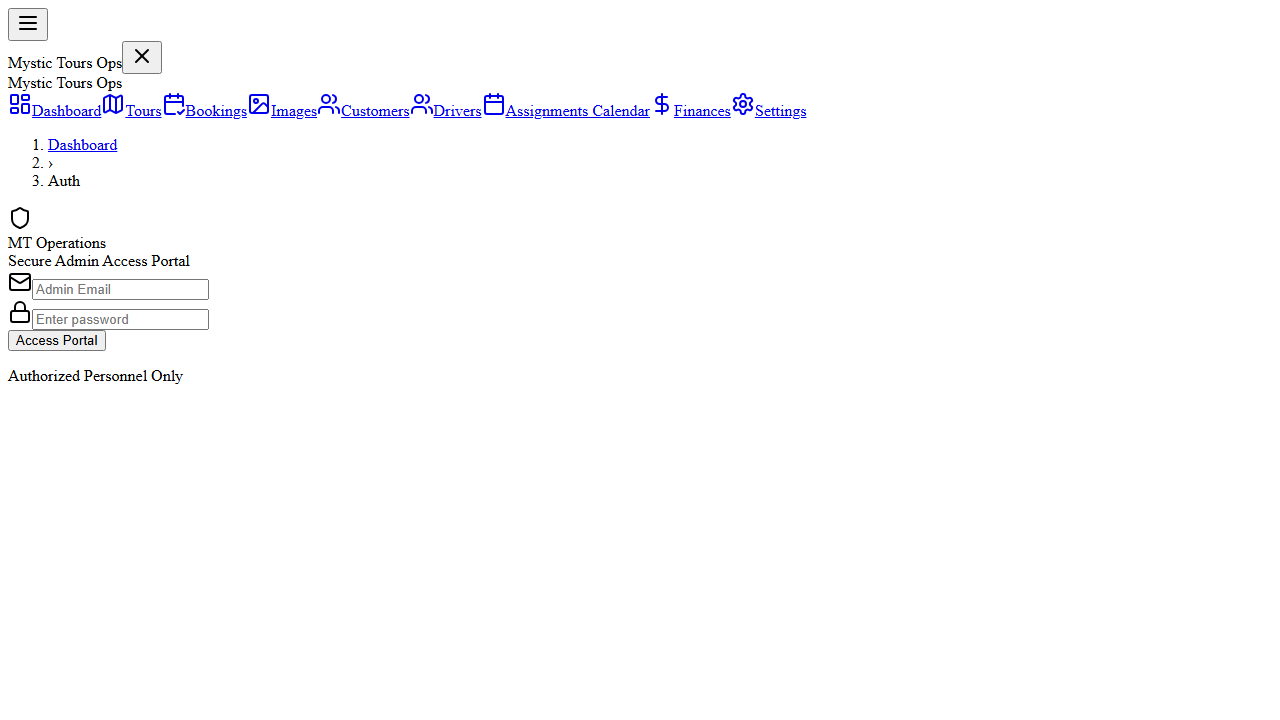 Mystic Tours Ops
Mystic Tours Ops
Dashboard Tours Bookings Images Customers Drivers Assignments Calendar Finances Settings
1. Dashboard
2. ›
3. Auth
MT Operations
Secure Admin Access Portal
Admin Email
Enter password
Access Portal
Authorized Personnel Only